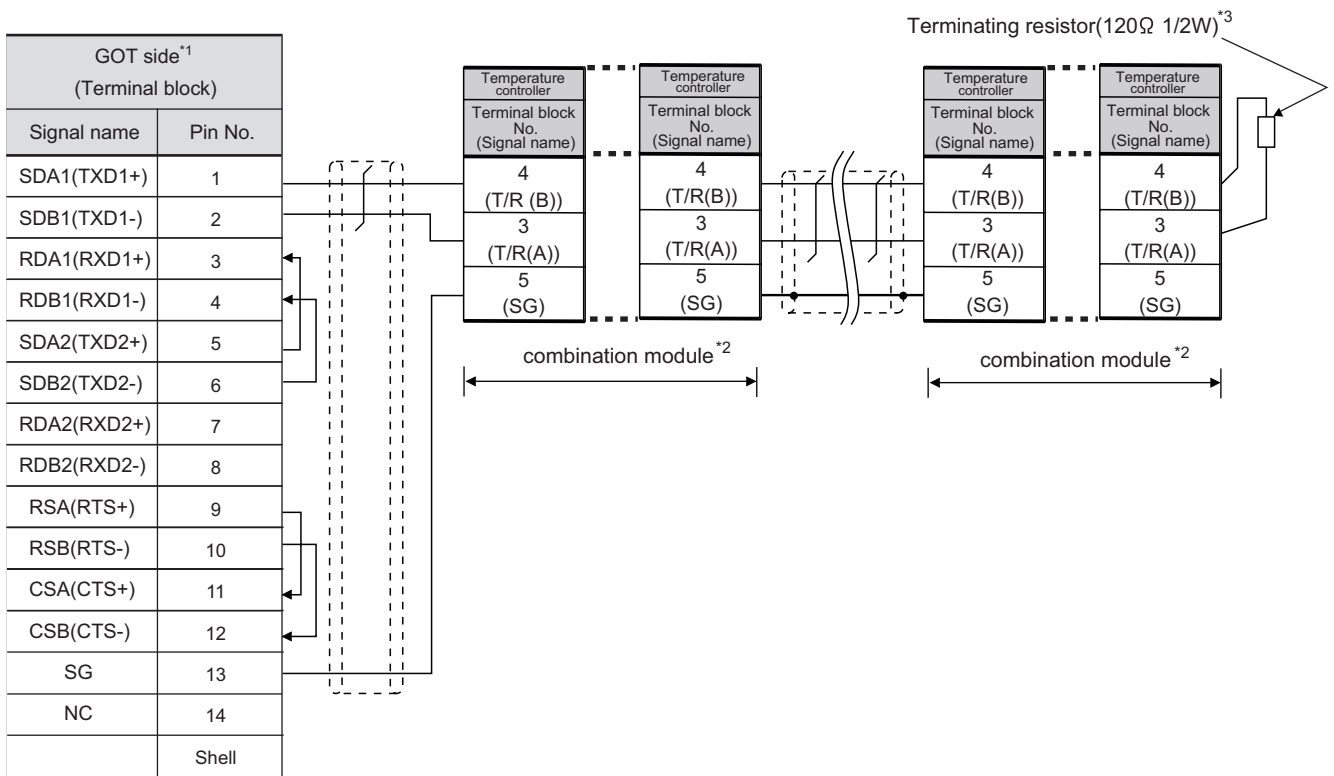 Terminating resistor(120Ω 1/2W)*3
GOT side*1
(Terminal block)
Signal name Pin No.
SDA1(TXD1+) 1
SDB1(TXD1-) 2
RDA1(RXD1+) 3
RDB1(RXD1-) 4
SDA2(TXD2+) 5
SDB2(TXD2-) 6
RDA2(RXD2+) 7
RDB2(RXD2-) 8
RSA(RTS+) 9
RSB(RTS-) 10
CSA(CTS+) 11
CSB(CTS-) 12
SG 13
NC 14
Shell
Temperature
controller
Terminal block
No.
(Signal name)
4
(T/R (B))
3
(T/R(A))
5
(SG)
Temperature
controller
Terminal block
No.
(Signal name)
4
(T/R(B))
3
(T/R(A))
5
(SG)
combination module*2
Temperature
controller
Terminal block
No.
(Signal name)
4
(T/R(B))
3
(T/R(A))
5
(SG)
Temperature
controller
Terminal block
No.
(Signal name)
4
(T/R(B))
3
(T/R(A))
5
(SG)
combination module*2